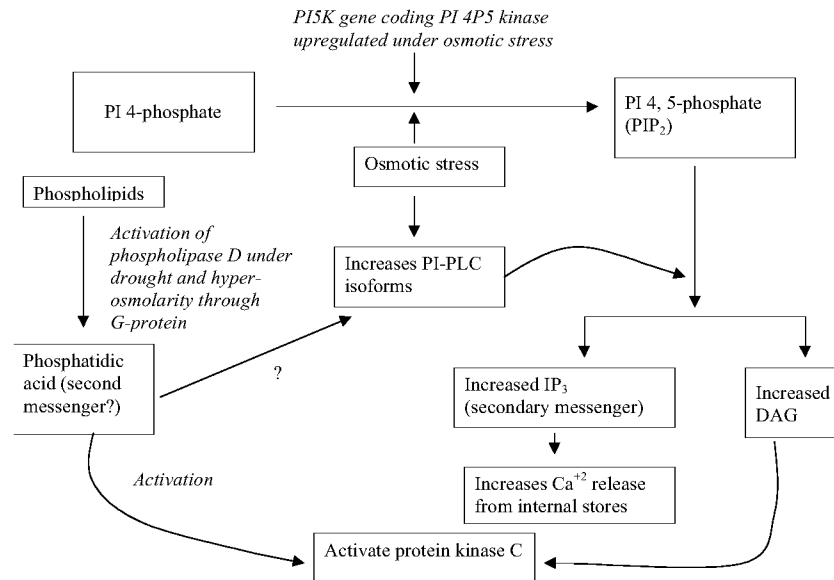 PI5K gene coding PI 4P5 kinase
upregulated under osmotic stress
PI 4-phosphate
PI 4, 5-phosphate
(PIP₂)
Osmotic stress
Phospholipids
Activation of
phospholipase D under
drought and hyper-
osmolarity through
G-protein
Increases PI-PLC
isoforms
Phosphatidic
acid (second
messenger?)
?
Increased IP₃
(secondary messenger)
Increased
DAG
Activation
Increases Ca⁺² release
from internal stores
Activate protein kinase C